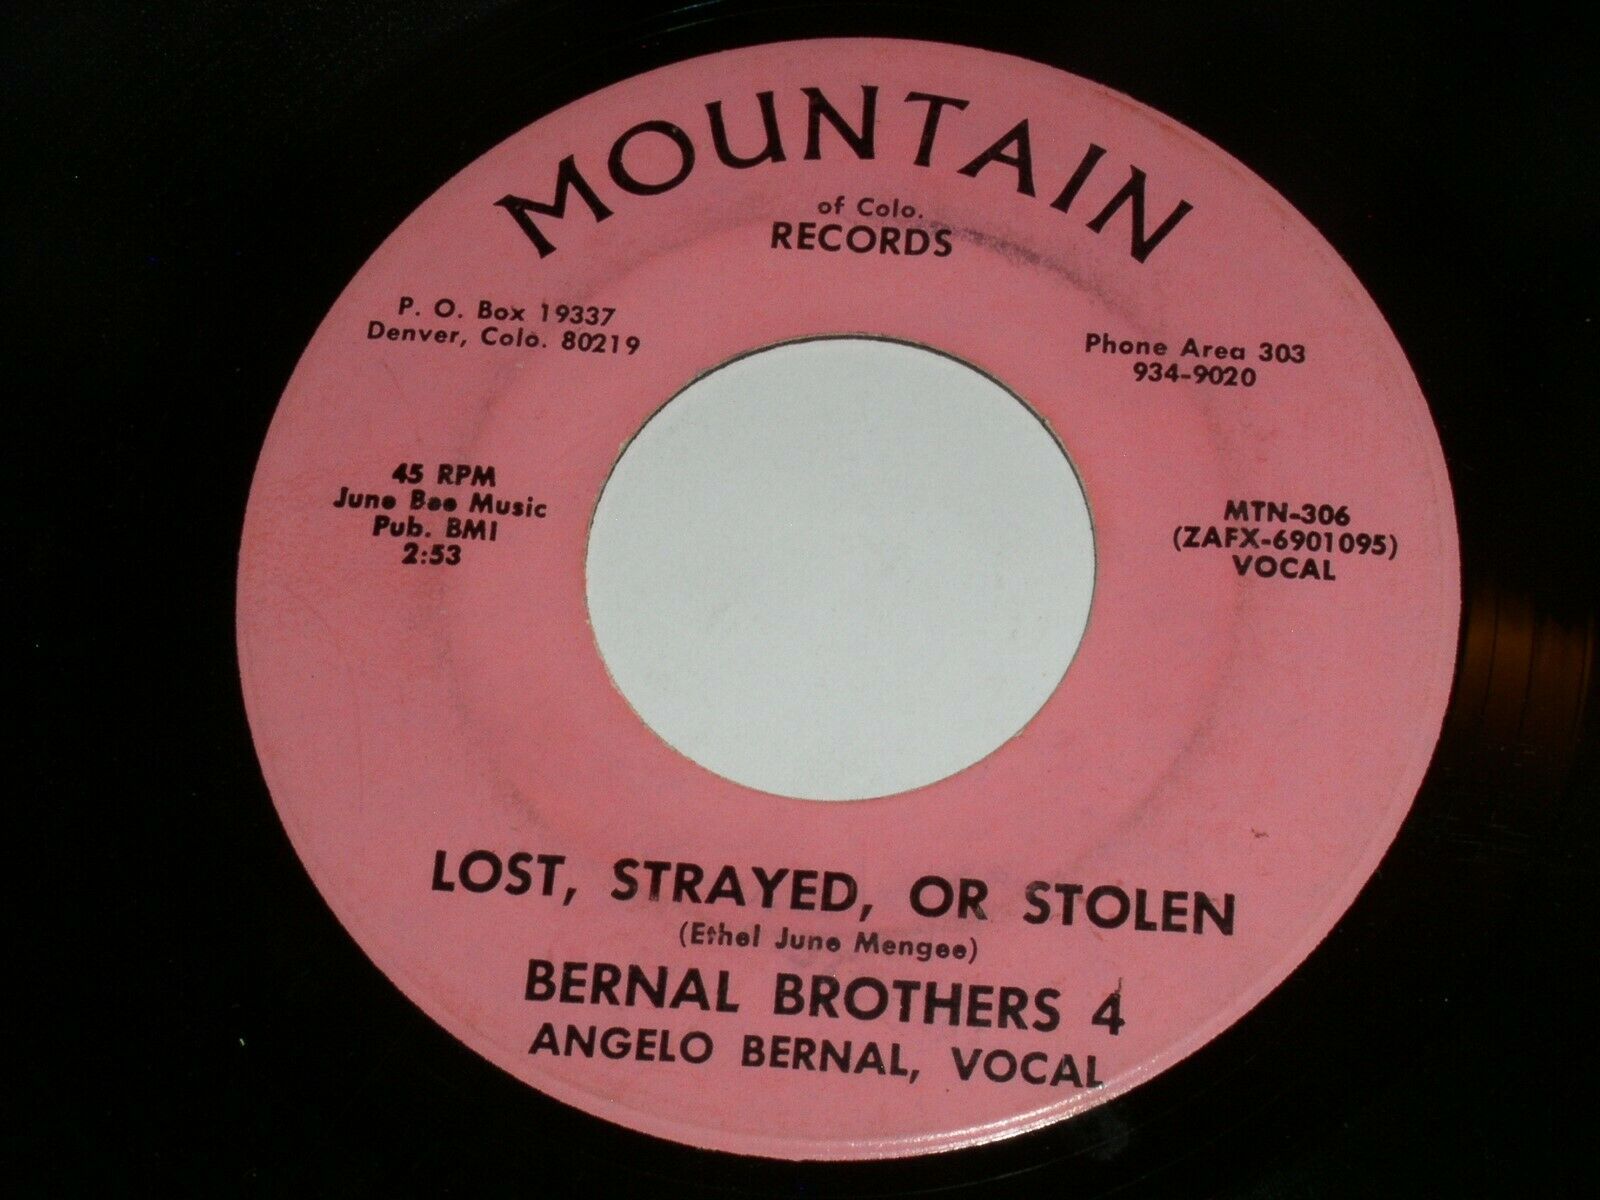 MOUNTAIN
of Colo.
RECORDS
P. O. Box 19337
Denver, Colo. 80219
Phone Area 303
934-9020
45 RPM
June Bee Music
Pub. BMI
2:53
MTN-306
(ZAFX-6901095)
VOCAL
LOST, STRAYED, OR STOLEN
(Ethel June Mengee)
BERNAL BROTHERS 4
ANGELO BERNAL, VOCAL